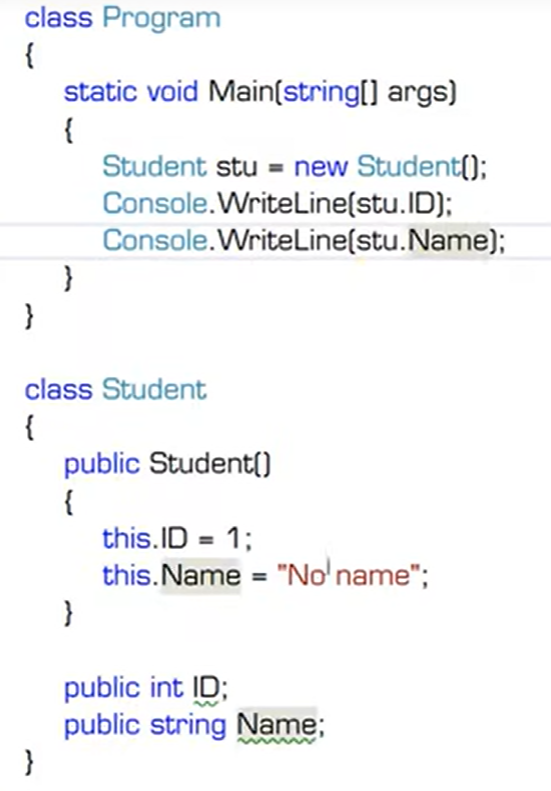 class Program
{
static void Main(string[] args)
{
Student stu = new Student();
Console.WriteLine(stu.ID);
Console.WriteLine(stu.Name);
}
}
class Student
{
public Student()
{
this.ID = 1;
this.Name = "No name";
}
public int ID;
public string Name;
}